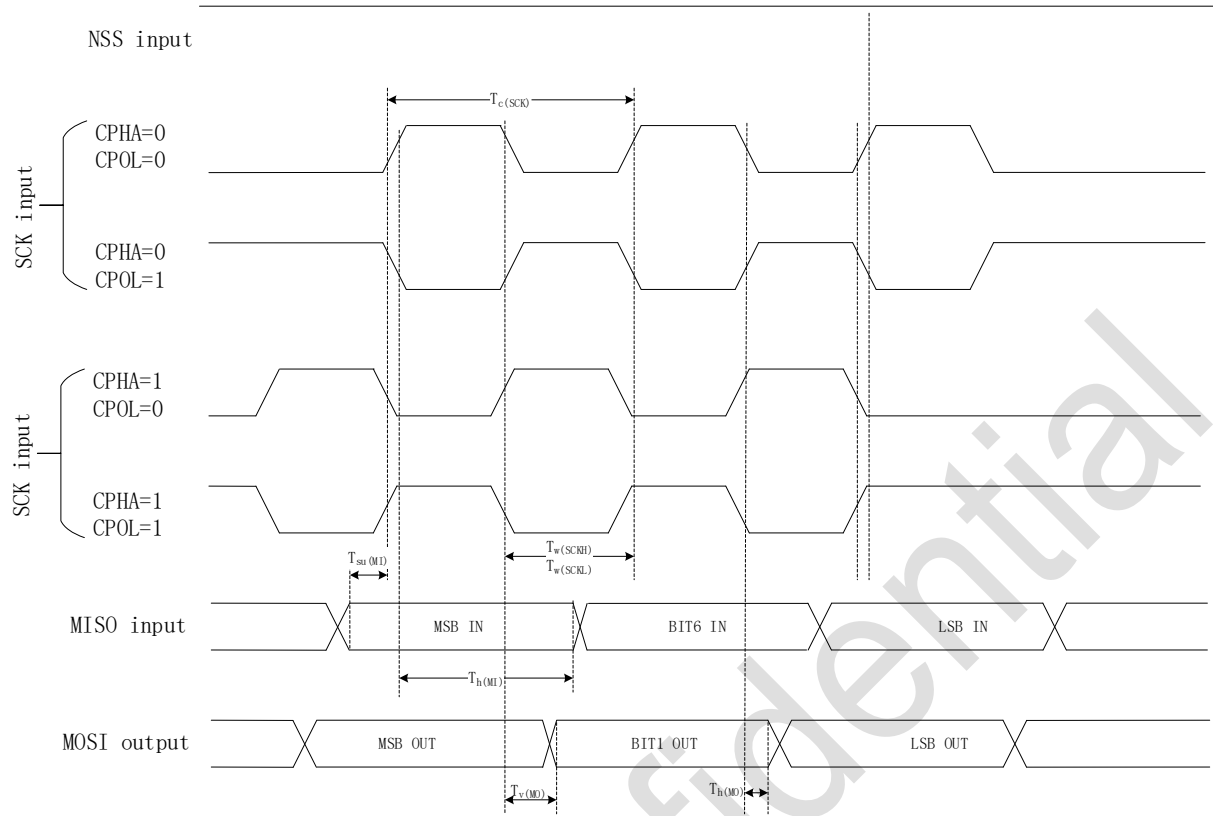 NSS input
Tc(SCK)
CPHA=0
CPOL=0
SCK input
CPHA=0
CPOL=1
CPHA=1
CPOL=0
SCK input
CPHA=1
CPOL=1
Tw(SCKH)
Tw(SCKL)
Tsu(MI)
MISO input
MSB IN
BIT6 IN
LSB IN
Th(MI)
MOSI output
MSB OUT
BIT1 OUT
LSB OUT
Tv(MO)
Th(MO)
fidential